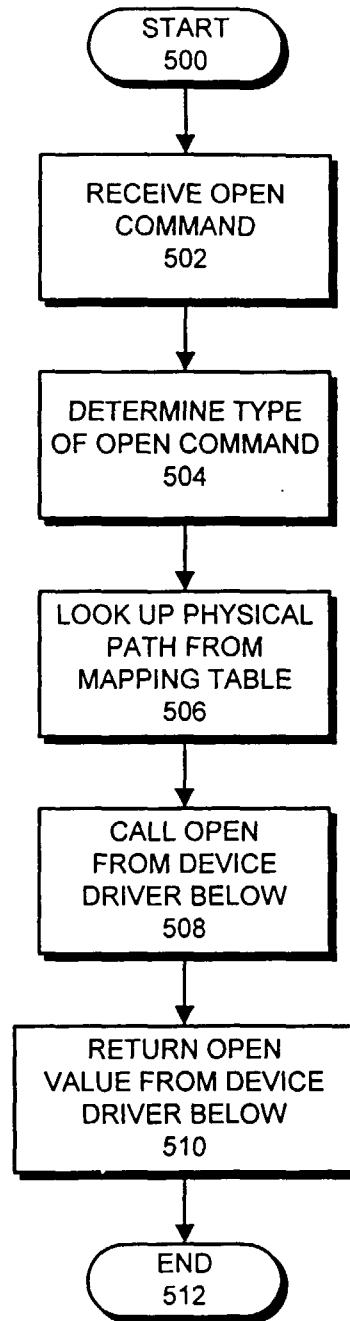 START
500
RECEIVE OPEN
COMMAND
502
DETERMINE TYPE
OF OPEN COMMAND
504
LOOK UP PHYSICAL
PATH FROM
MAPPING TABLE
506
CALL OPEN
FROM DEVICE
DRIVER BELOW
508
RETURN OPEN
VALUE FROM DEVICE
DRIVER BELOW
510
END
512